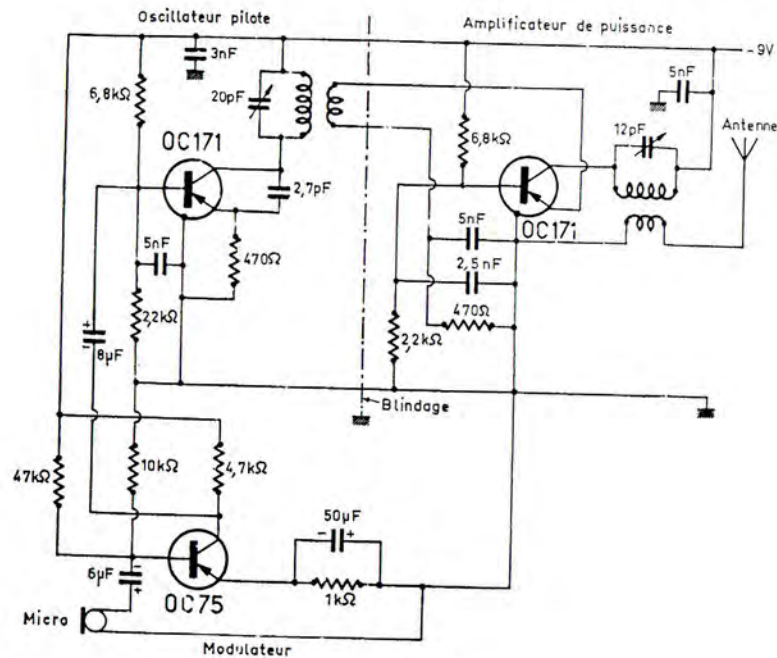 Oscillateur pilote
Amplificateur de puissance
-9V
3nF
5nF
6,8kΩ
20pF
12pF
Antenne
OC171
6,8kΩ
2,7pF
OC171
5nF
470Ω
5nF
2,5nF
470Ω
2,2kΩ
2,2kΩ
8µF
Blindage
47kΩ
10kΩ
4,7kΩ
50µF
6µF
OC75
1kΩ
Micro
Modulateur